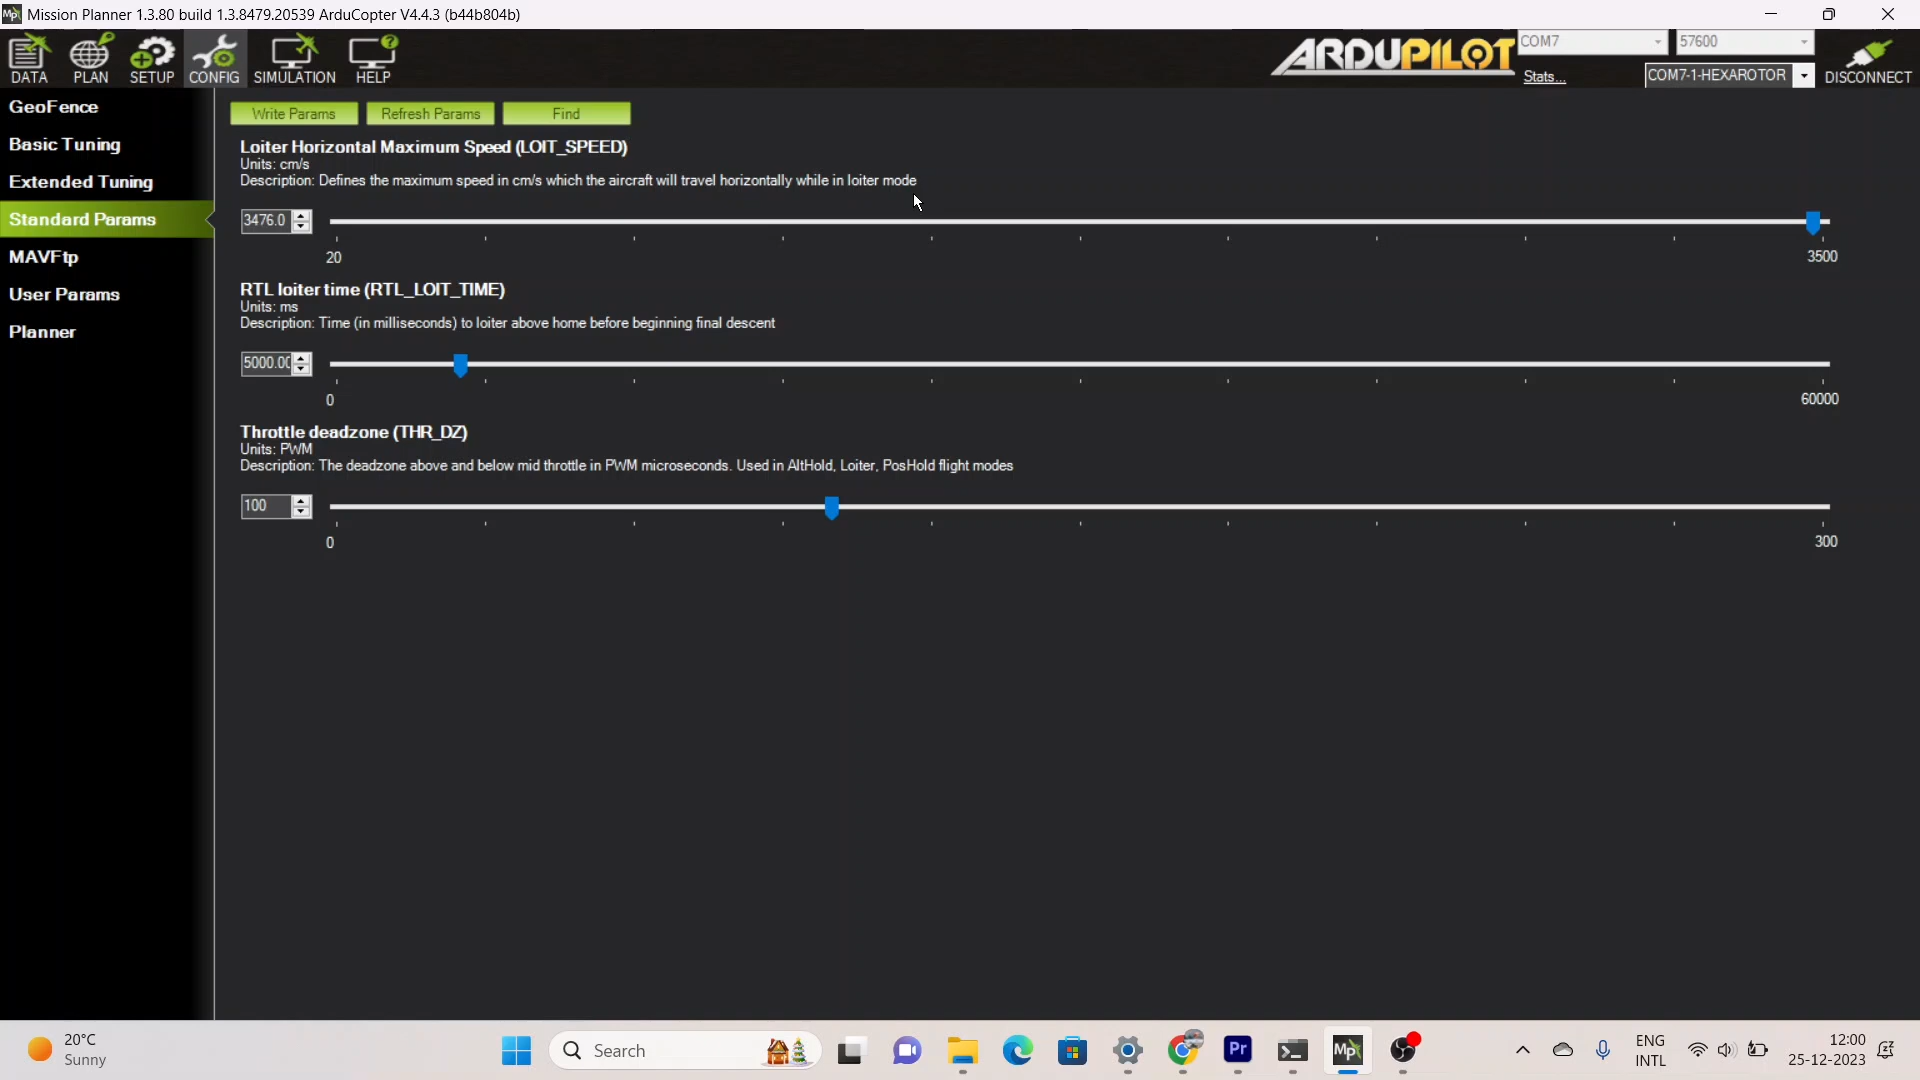 Mission Planner 1.3.80 build 1.3.8479.20539 ArduCopter V4.4.3 (b44b804b)
DATA
PLAN
SETUP
CONFIG
SIMULATION
HELP
ARDUPILOT
COM7
57600
Stats...
COM7-1-HEXAROTOR
DISCONNECT
GeoFence
Basic Tuning
Extended Tuning
Standard Params
MAVFtp
User Params
Planner
Write Params
Refresh Params
Find
Loiter Horizontal Maximum Speed (LOIT_SPEED)
Units: cm/s
Description: Defines the maximum speed in cm/s which the aircraft will travel horizontally while in loiter mode
3476.0
20
3500
RTL loiter time (RTL_LOIT_TIME)
Units: ms
Description: Time (in milliseconds) to loiter above home before beginning final descent
5000.00
0
60000
Throttle deadzone (THR_DZ)
Units: PWM
Description: The deadzone above and below mid throttle in PWM microseconds. Used in AltHold, Loiter, PosHold flight modes
100
0
300
20°C
Sunny
Search
Pr
Mp
ENG
INTL
12:00
25-12-2023